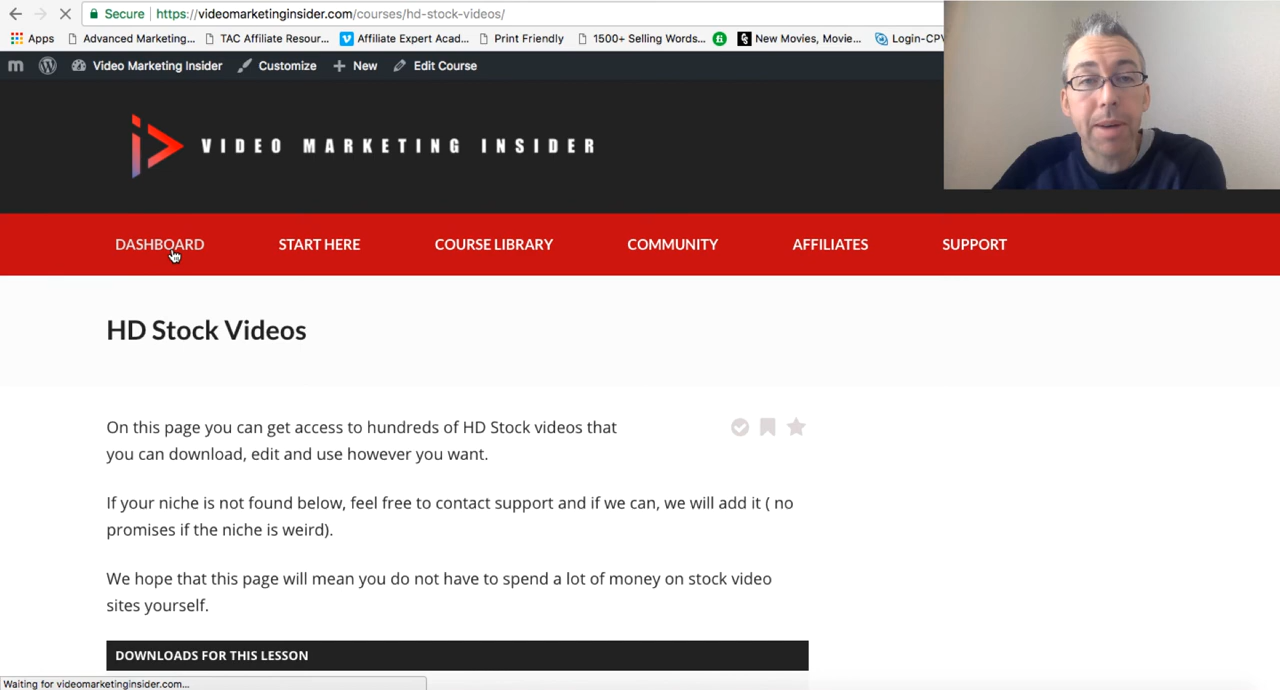 Secure https://videomarketinginsider.com/courses/hd-stock-videos/
Apps Advanced Marketing... TAC Affiliate Resour... Affiliate Expert Acad... Print Friendly 1500+ Selling Words... fi New Movies, Movie... Login-CPV
Video Marketing Insider Customize + New Edit Course
VIDEO MARKETING INSIDER
DASHBOARD START HERE COURSE LIBRARY COMMUNITY AFFILIATES SUPPORT
HD Stock Videos
On this page you can get access to hundreds of HD Stock videos that
you can download, edit and use however you want.
If your niche is not found below, feel free to contact support and if we can, we will add it ( no
promises if the niche is weird).
We hope that this page will mean you do not have to spend a lot of money on stock video
sites yourself.
DOWNLOADS FOR THIS LESSON
Waiting for videomarketinginsider.com...